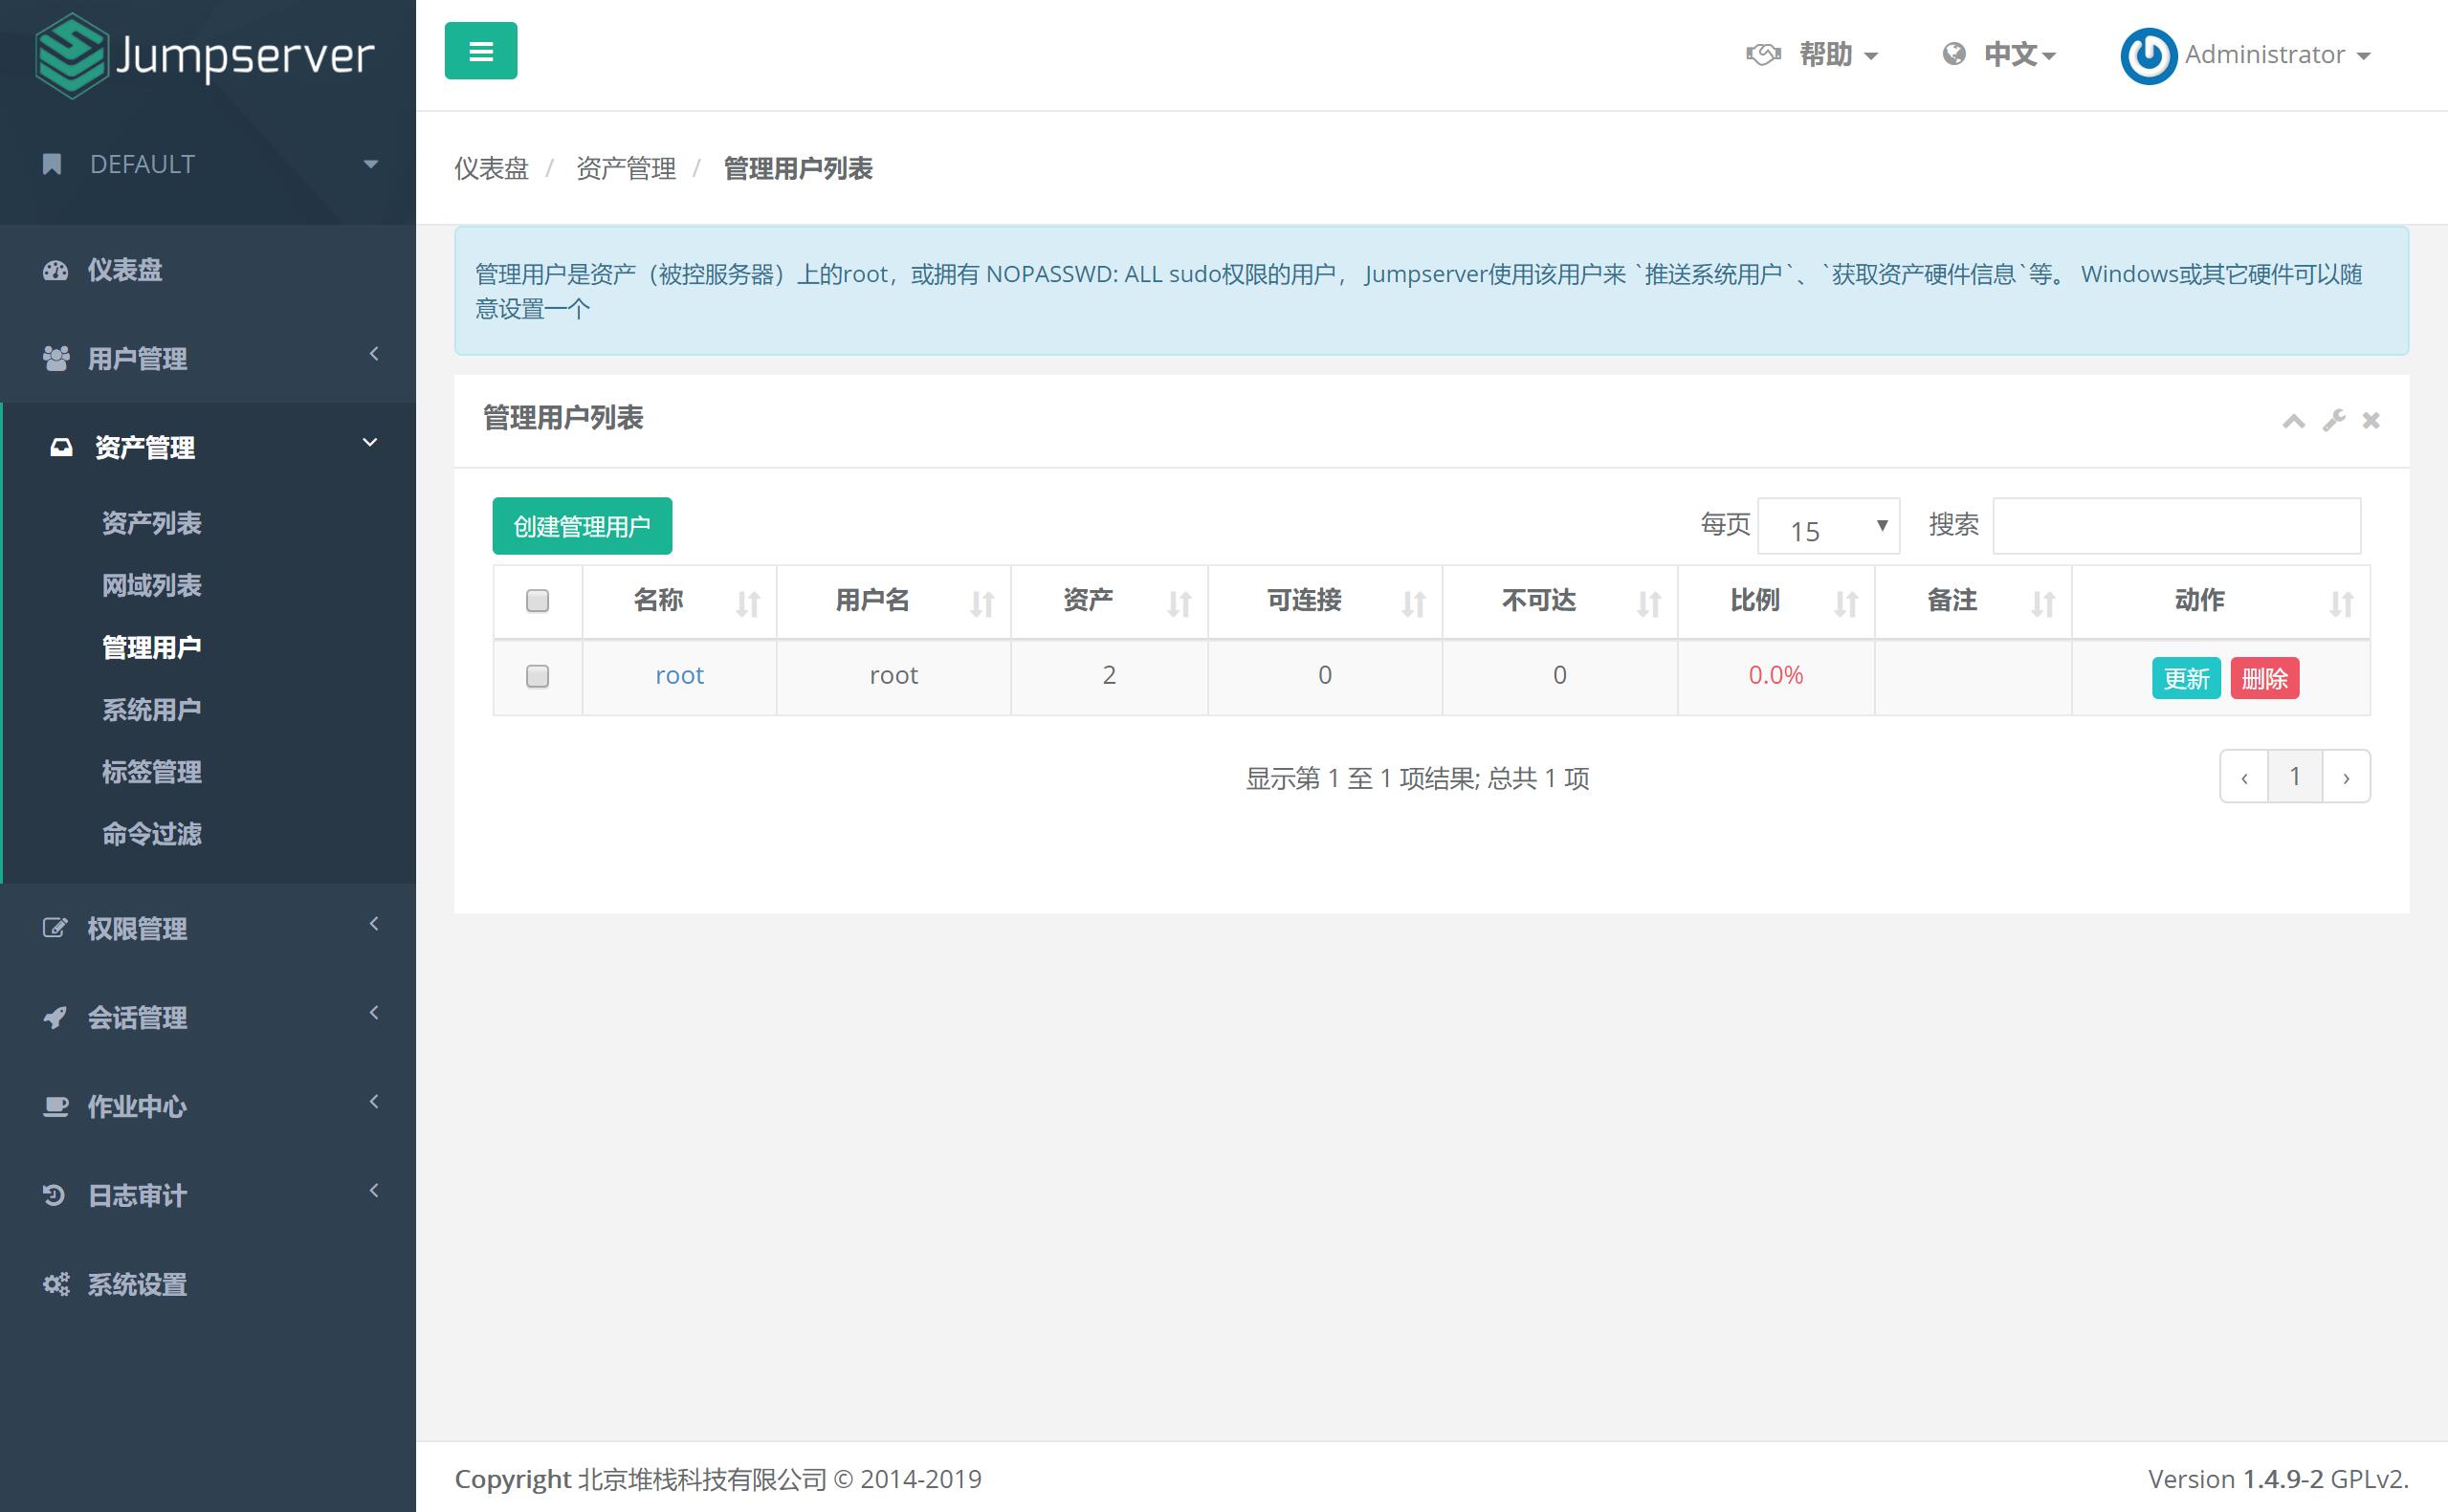 Jumpserver
帮助
中文
Administrator
DEFAULT
仪表盘 / 资产管理 / 管理用户列表
仪表盘
用户管理
资产管理
资产列表
网域列表
管理用户
系统用户
标签管理
命令过滤
权限管理
会话管理
作业中心
日志审计
系统设置
管理用户是资产（被控服务器）上的root，或拥有 NOPASSWD: ALL sudo权限的用户， Jumpserver使用该用户来 `推送系统用户`、`获取资产硬件信息`等。 Windows或其它硬件可以随
意设置一个
管理用户列表
创建管理用户
每页 15 搜索
名称 用户名 资产 可连接 不可达 比例 备注 动作
root root 2 0 0 0.0% 更新 删除
显示第 1 至 1 项结果; 总共 1 项
‹ 1 ›
Copyright 北京堆栈科技有限公司 © 2014-2019
Version 1.4.9-2 GPLv2.